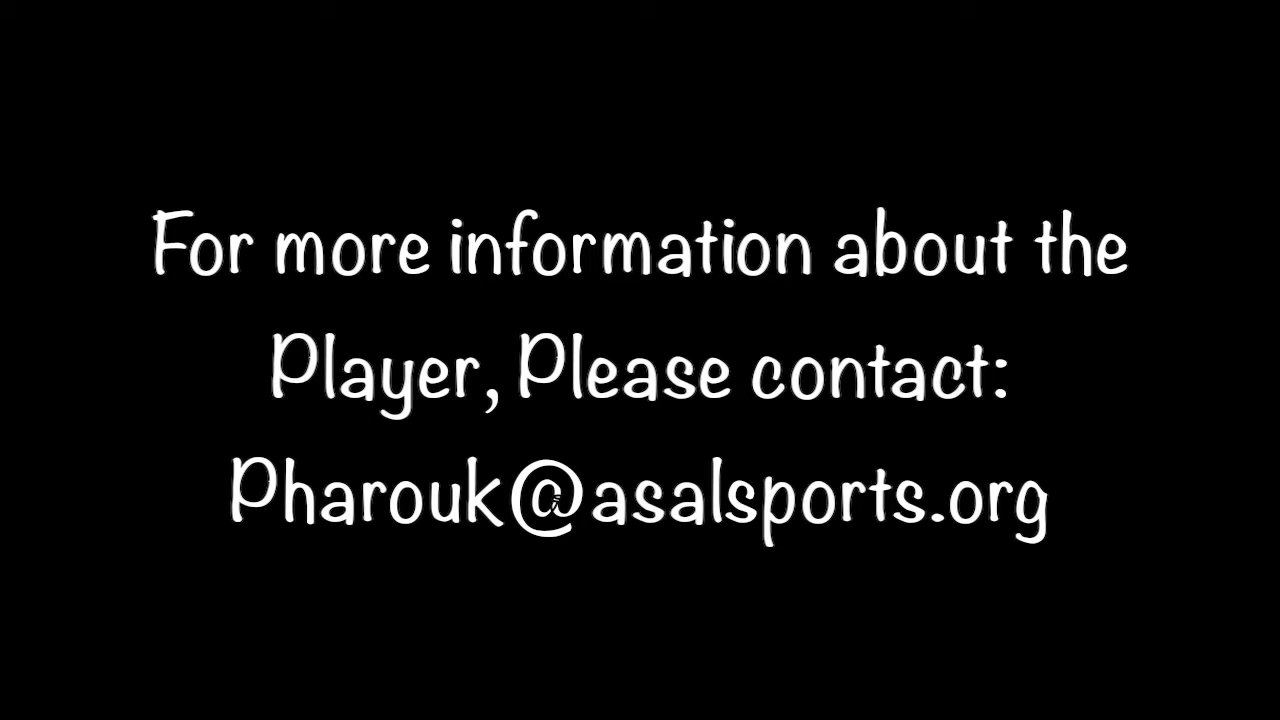 For more information about the
Player, Please contact:
Pharouk@asalsports.org